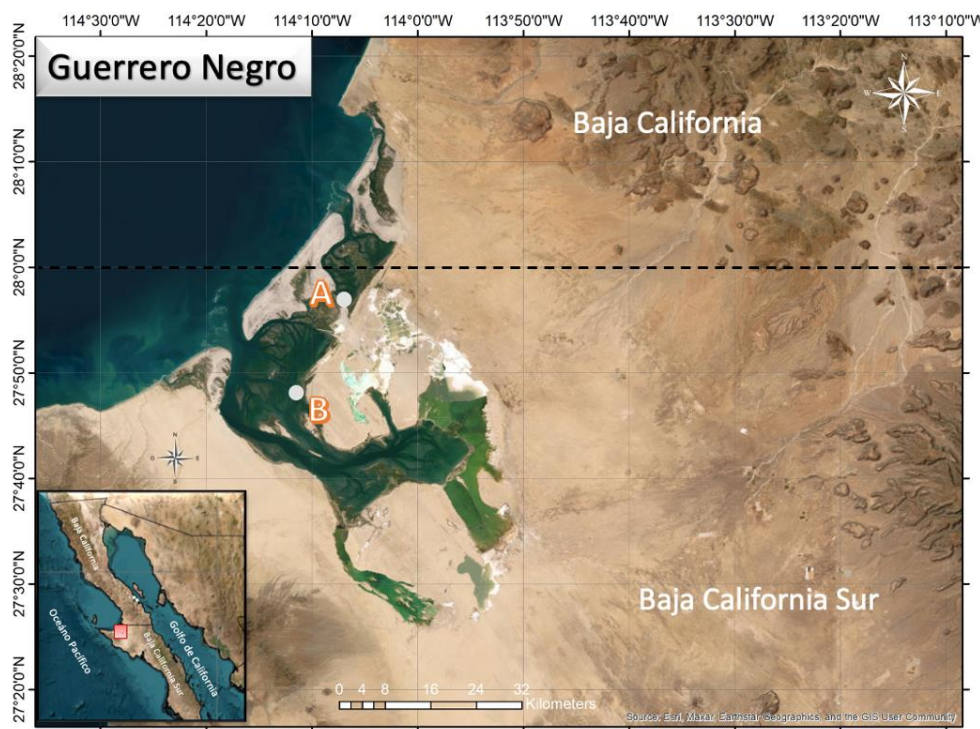 114°30'0"W 114°20'0"W 114°10'0"W 114°0'0"W 113°50'0"W 113°40'0"W 113°30'0"W 113°20'0"W 113°10'0"W
28°20'0"N
28°10'0"N
28°0'0"N
27°50'0"N
27°40'0"N
27°30'0"N
27°20'0"N
Guerrero Negro
N
W E
S
Baja California
A
B
N
O E
S
Baja California Sur
Baja California
Golfo de California
Oceáno Pacífico
Baja California Sur
0 4 8 16 24 32
Kilometers
Source: Esri, Maxar, Earthstar Geographics, and the GIS User Community